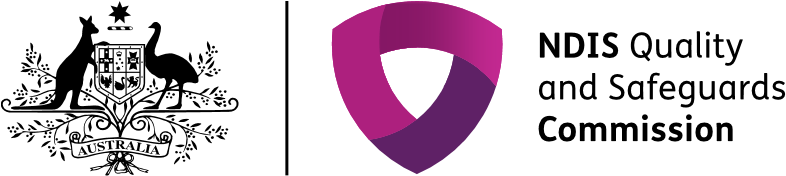 AUSTRALIA
NDIS Quality
and Safeguards
Commission